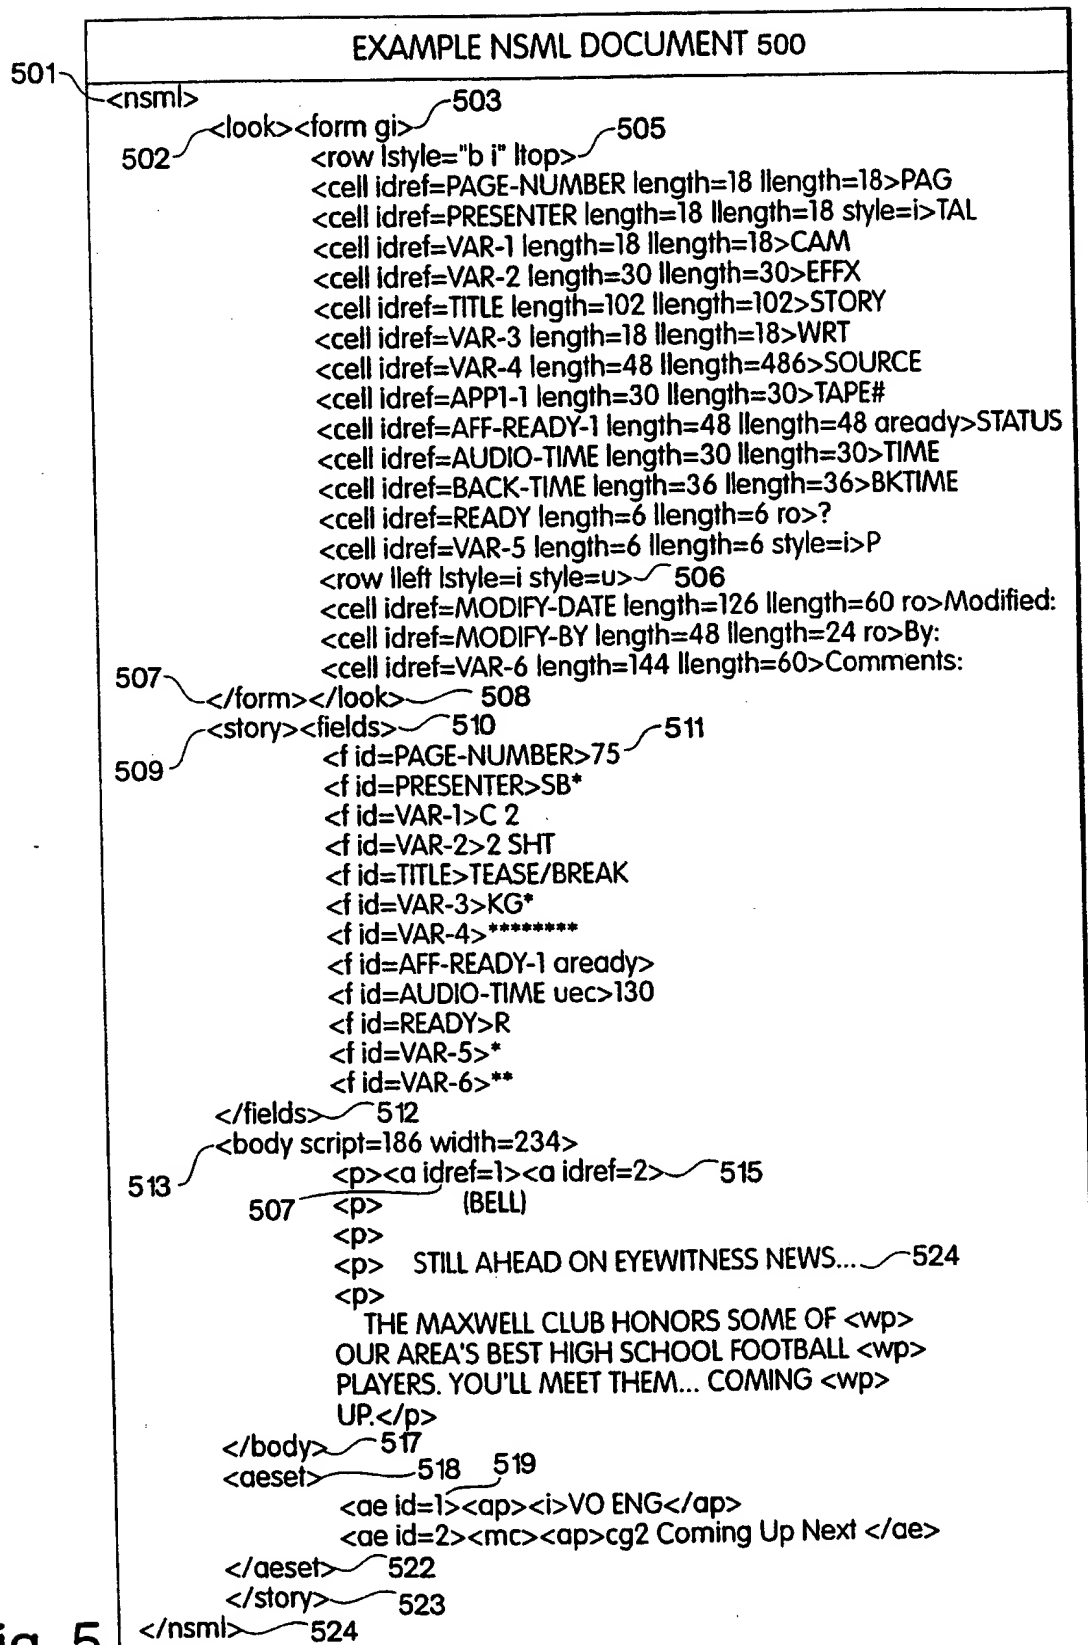 EXAMPLE NSML DOCUMENT 500
501
<nsml>
503
502
<look><form gi>
505
<row lstyle="b i" ltop>
<cell idref=PAGE-NUMBER length=18 llength=18>PAG
<cell idref=PRESENTER length=18 llength=18 style=i>TAL
<cell idref=VAR-1 length=18 llength=18>CAM
<cell idref=VAR-2 length=30 llength=30>EFFX
<cell idref=TITLE length=102 llength=102>STORY
<cell idref=VAR-3 length=18 llength=18>WRT
<cell idref=VAR-4 length=48 llength=486>SOURCE
<cell idref=APP1-1 length=30 llength=30>TAPE#
<cell idref=AFF-READY-1 length=48 llength=48 aready>STATUS
<cell idref=AUDIO-TIME length=30 llength=30>TIME
<cell idref=BACK-TIME length=36 llength=36>BKTIME
<cell idref=READY length=6 llength=6 ro>?
<cell idref=VAR-5 length=6 llength=6 style=i>P
<row lleft lstyle=i style=u> 506
<cell idref=MODIFY-DATE length=126 llength=60 ro>Modified:
<cell idref=MODIFY-BY length=48 llength=24 ro>By:
<cell idref=VAR-6 length=144 llength=60>Comments:
507
</form></look> 508
<story><fields> 510
511
509
<f id=PAGE-NUMBER>75
<f id=PRESENTER>SB*
<f id=VAR-1>C 2
<f id=VAR-2>2 SHT
<f id=TITLE>TEASE/BREAK
<f id=VAR-3>KG*
<f id=VAR-4>********
<f id=AFF-READY-1 aready>
<f id=AUDIO-TIME uec>130
<f id=READY>R
<f id=VAR-5>*
<f id=VAR-6>**
</fields> 512
<body script=186 width=234>
513
<p><a idref=1><a idref=2> 515
507
<p> (BELL)
<p>
<p> STILL AHEAD ON EYEWITNESS NEWS... 524
<p>
THE MAXWELL CLUB HONORS SOME OF <wp>
OUR AREA'S BEST HIGH SCHOOL FOOTBALL <wp>
PLAYERS. YOU'LL MEET THEM... COMING <wp>
UP.</p>
</body> 517
<aeset> 518 519
<ae id=1><ap><i>VO ENG</ap>
<ae id=2><mc><ap>cg2 Coming Up Next </ae>
</aeset> 522
</story> 523
</nsml> 524
5